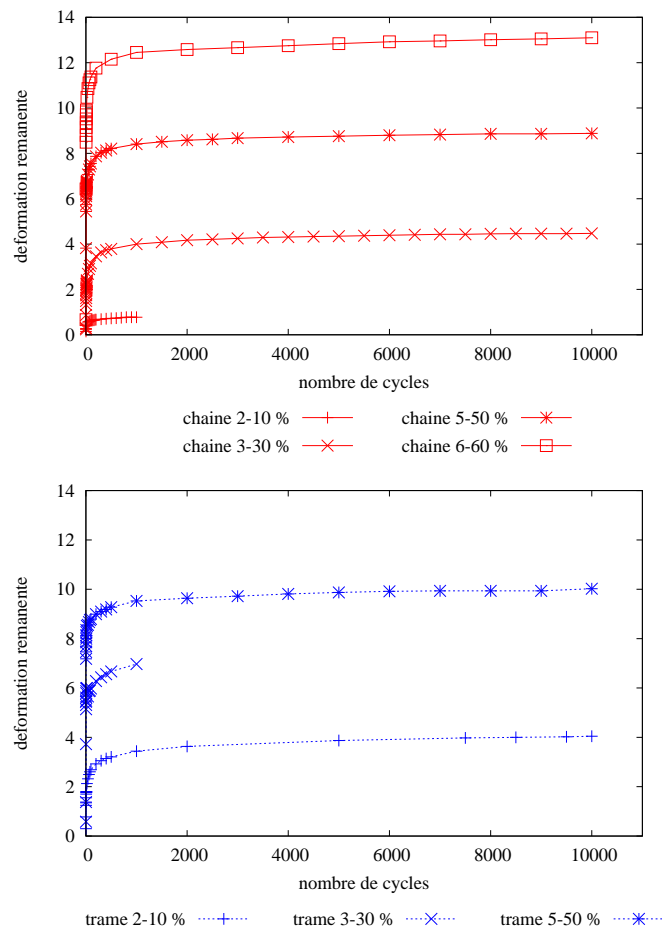 14
12
10
8
6
4
2
0
deformation remanente
0 2000 4000 6000 8000 10000
nombre de cycles
chaine 2-10 % chaine 5-50 %
chaine 3-30 % chaine 6-60 %
14
12
10
8
6
4
2
0
deformation remanente
0 2000 4000 6000 8000 10000
nombre de cycles
trame 2-10 % trame 3-30 % trame 5-50 %